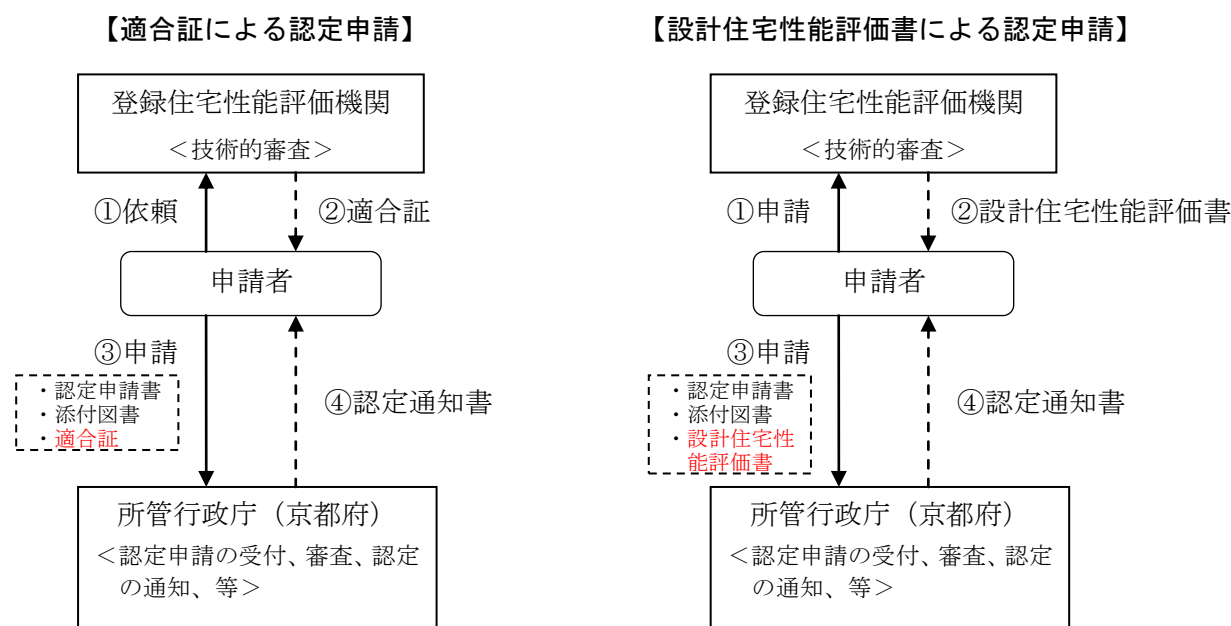 【適合証による認定申請】
登録住宅性能評価機関
＜技術的審査＞
①依頼
②適合証
申請者
③申請
・認定申請書
・添付図書
・適合証
④認定通知書
所管行政庁（京都府）
＜認定申請の受付、審査、認定
の通知、等＞
【設計住宅性能評価書による認定申請】
登録住宅性能評価機関
＜技術的審査＞
①申請
②設計住宅性能評価書
申請者
③申請
・認定申請書
・添付図書
・設計住宅性
能評価書
④認定通知書
所管行政庁（京都府）
＜認定申請の受付、審査、認定
の通知、等＞